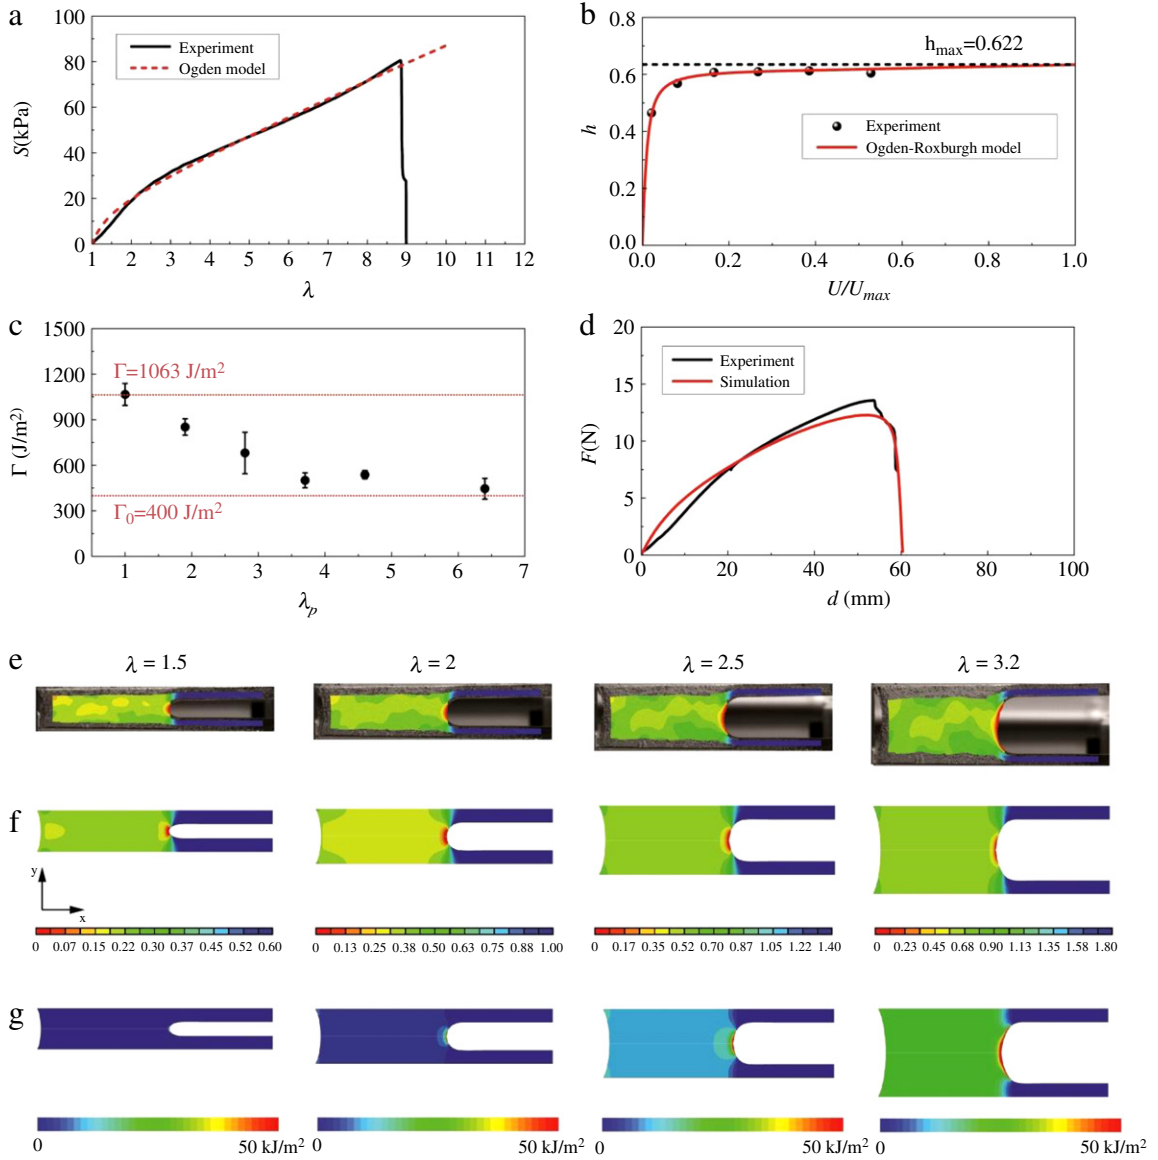 a
100
80
60
40
20
0
S(kPa)
Experiment
Ogden model
1 2 3 4 5 6 7 8 9 10 11 12
λ
b
0.8
0.6
0.4
0.2
0.0
h
h_max=0.622
Experiment
Ogden-Roxburgh model
0.0 0.2 0.4 0.6 0.8 1.0
U/U_max
c
1500
1200
900
600
300
0
Γ (J/m²)
Γ=1063 J/m²
Γ₀=400 J/m²
1 2 3 4 5 6 7
λ_p
d
20
15
10
5
0
F(N)
Experiment
Simulation
0 20 40 60 80 100
d (mm)
e
λ = 1.5 λ = 2 λ = 2.5 λ = 3.2
f
y
x
0 0.07 0.15 0.22 0.30 0.37 0.45 0.52 0.60
0 0.13 0.25 0.38 0.50 0.63 0.75 0.88 1.00
0 0.17 0.35 0.52 0.70 0.87 1.05 1.22 1.40
0 0.23 0.45 0.68 0.90 1.13 1.35 1.58 1.80
g
0 50 kJ/m²
0 50 kJ/m²
0 50 kJ/m²
0 50 kJ/m²